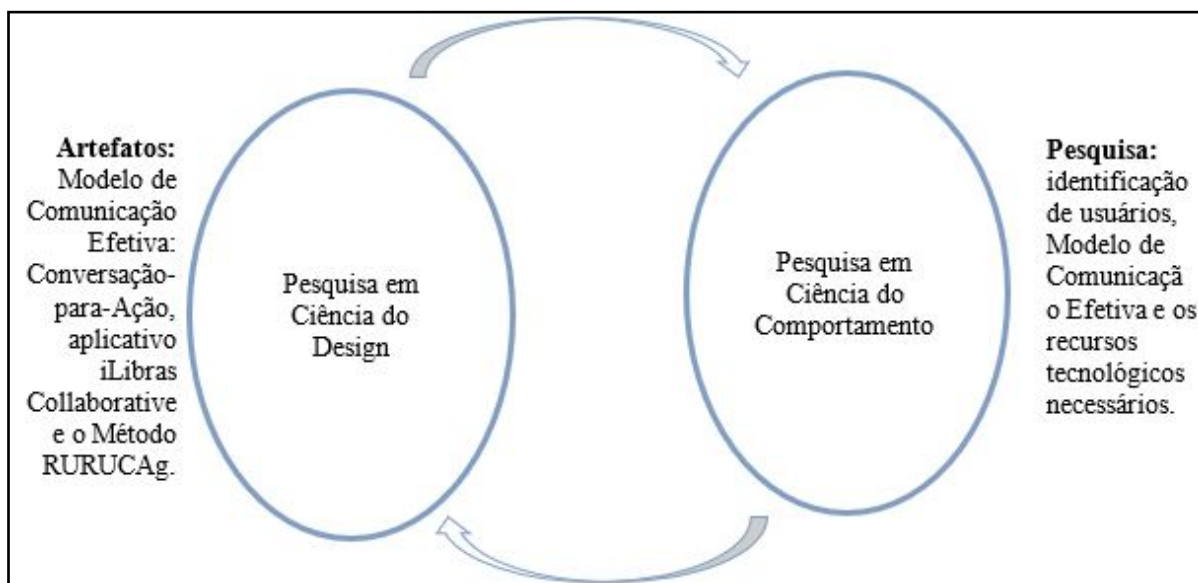 Artefatos:
Modelo de
Comunicação
Efetiva:
Conversação-
para-Ação,
aplicativo
iLibras
Collaborative
e o Método
RURUCAg.
Pesquisa em
Ciência do
Design
Pesquisa em
Ciência do
Comportamento
Pesquisa:
identificação
de usuários,
Modelo de
Comunicaçã
o Efetiva e os
recursos
tecnológicos
necessários.